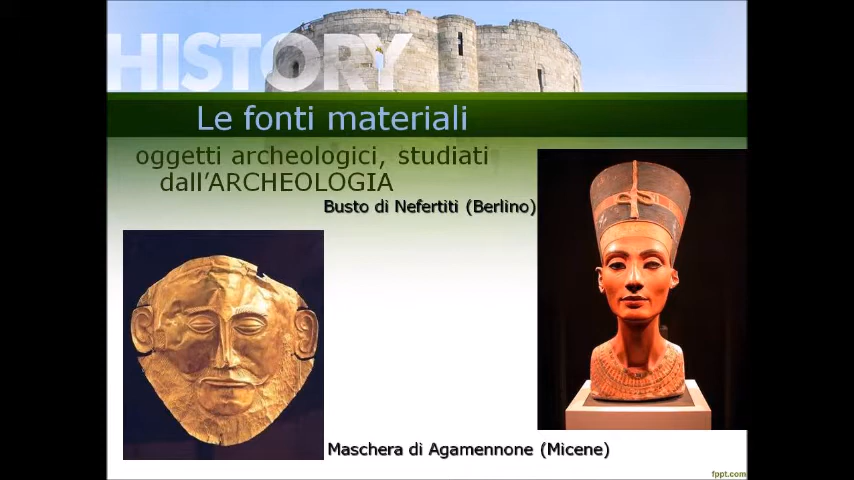 HISTORY
Le fonti materiali
oggetti archeologici, studiati
dall'ARCHEOLOGIA
Busto di Nefertiti (Berlino)
Maschera di Agamennone (Micene)
fppt.com